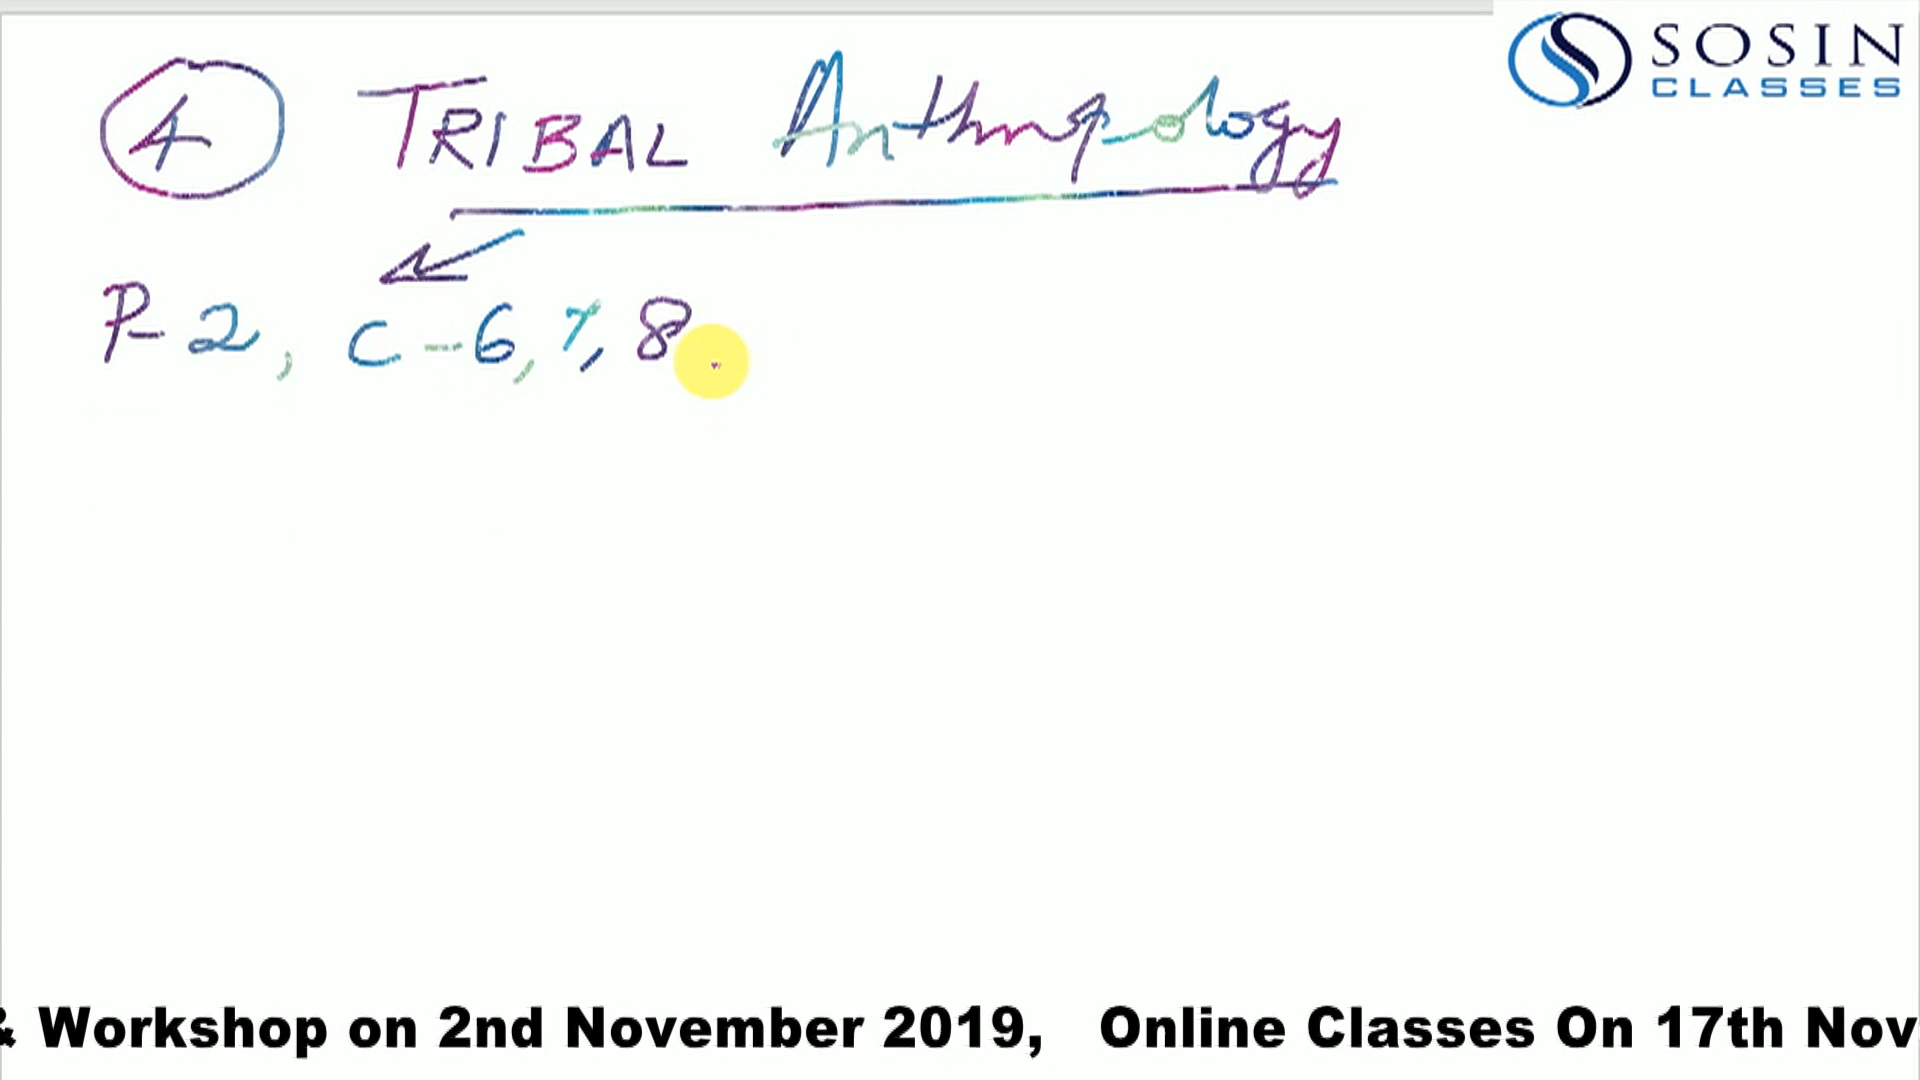 SOSIN
CLASSES
4 TRIBAL Anthropology
P-2, C-6, 7, 8
& Workshop on 2nd November 2019, Online Classes On 17th Nov